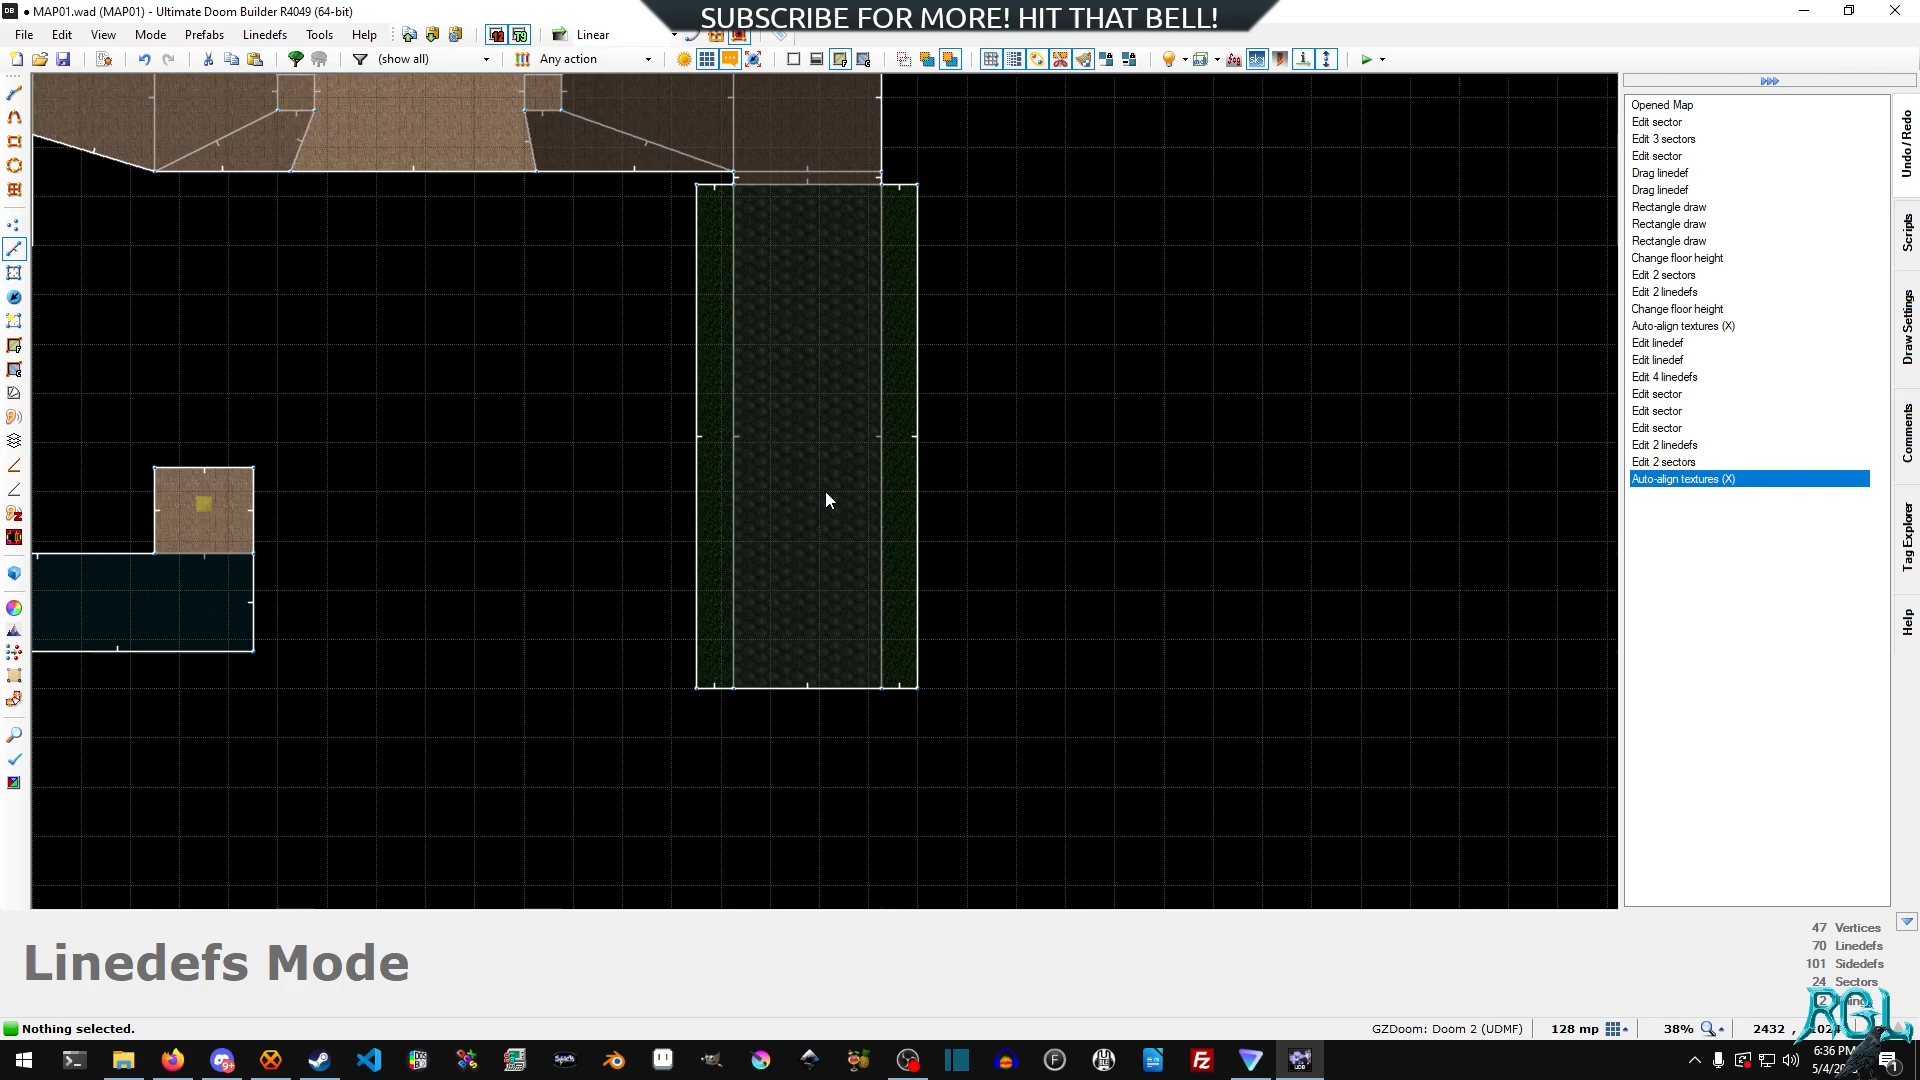 MAP01.wad (MAP01) - Ultimate Doom Builder R4049 (64-bit)
SUBSCRIBE FOR MORE! HIT THAT BELL!
File Edit View Mode Prefabs Linedefs Tools Help
Linear
(show all)
Any action
Opened Map
Edit sector
Edit 3 sectors
Edit sector
Drag linedef
Drag linedef
Rectangle draw
Rectangle draw
Rectangle draw
Change floor height
Edit 2 sectors
Edit 2 linedefs
Change floor height
Auto-align textures (X)
Edit linedef
Edit linedef
Edit 4 linedefs
Edit sector
Edit sector
Edit sector
Edit 2 linedefs
Edit 2 sectors
Auto-align textures (X)
Undo / Redo
Scripts
Draw Settings
Comments
Tag Explorer
Help
Linedefs Mode
47 Vertices
70 Linedefs
101 Sidedefs
24 Sectors
RGL
Nothing selected.
GZDoom: Doom 2 (UDMF)
128 mp
38%
2432 ,
6:36 PM